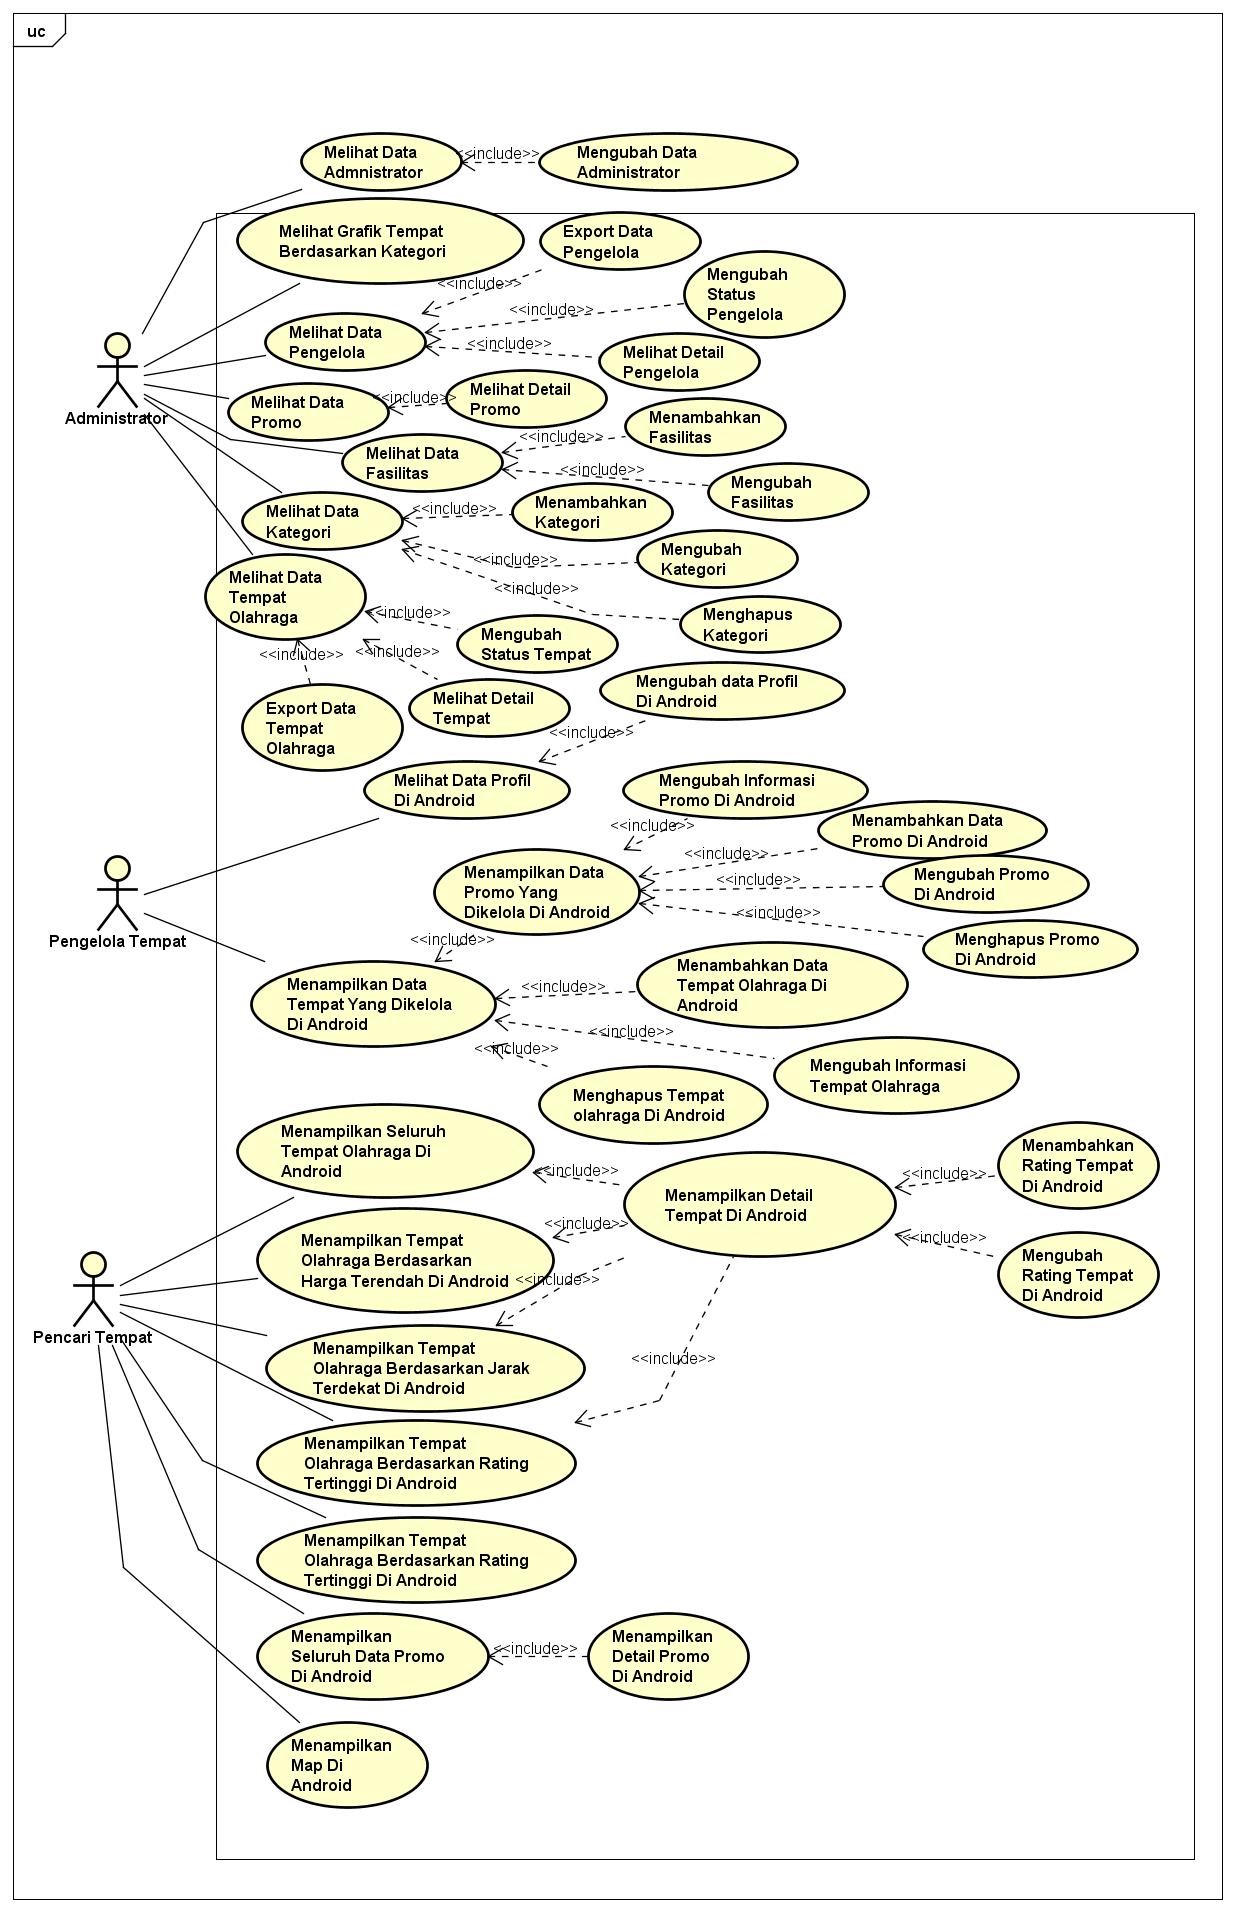 uc
Melihat Data
Admnistrator
<<include>>
Mengubah Data
Administrator
Melihat Grafik Tempat
Berdasarkan Kategori
Export Data
Pengelola
<<include>>
Mengubah
Status
Pengelola
<<include>>
Melihat Data
Pengelola
<<include>>
Melihat Detail
Pengelola
Administrator
Melihat Data
Promo
<<include>>
Melihat Detail
Promo
Menambahkan
Fasilitas
<<include>>
Melihat Data
Fasilitas
<<include>>
Mengubah
Fasilitas
Melihat Data
Kategori
<<include>>
Menambahkan
Kategori
<<include>>
Mengubah
Kategori
<<include>>
Menghapus
Kategori
Melihat Data
Tempat
Olahraga
<<include>>
Mengubah
Status Tempat
<<include>>
<<include>>
Melihat Detail
Tempat
Export Data
Tempat
Olahraga
Mengubah data Profil
Di Android
<<include>>
Melihat Data Profil
Di Android
Mengubah Informasi
Promo Di Android
<<include>>
Menambahkan Data
Promo Di Android
<<include>>
Menampilkan Data
Promo Yang
Dikelola Di Android
<<include>>
Mengubah Promo
Di Android
<<include>>
Menghapus Promo
Di Android
Pengelola Tempat
<<include>>
Menampilkan Data
Tempat Yang Dikelola
Di Android
<<include>>
Menambahkan Data
Tempat Olahraga Di
Android
<<include>>
Mengubah Informasi
Tempat Olahraga
<<include>>
Menghapus Tempat
olahraga Di Android
Menampilkan Seluruh
Tempat Olahraga Di
Android
<<include>>
Menampilkan Detail
Tempat Di Android
<<include>>
Menambahkan
Rating Tempat
Di Android
<<include>>
Mengubah
Rating Tempat
Di Android
Menampilkan Tempat
Olahraga Berdasarkan
Harga Terendah Di Android
<<include>>
<<include>>
Pencari Tempat
Menampilkan Tempat
Olahraga Berdasarkan Jarak
Terdekat Di Android
<<include>>
Menampilkan Tempat
Olahraga Berdasarkan Rating
Tertinggi Di Android
Menampilkan Tempat
Olahraga Berdasarkan Rating
Tertinggi Di Android
Menampilkan
Seluruh Data Promo
Di Android
<<include>>
Menampilkan
Detail Promo
Di Android
Menampilkan
Map Di
Android